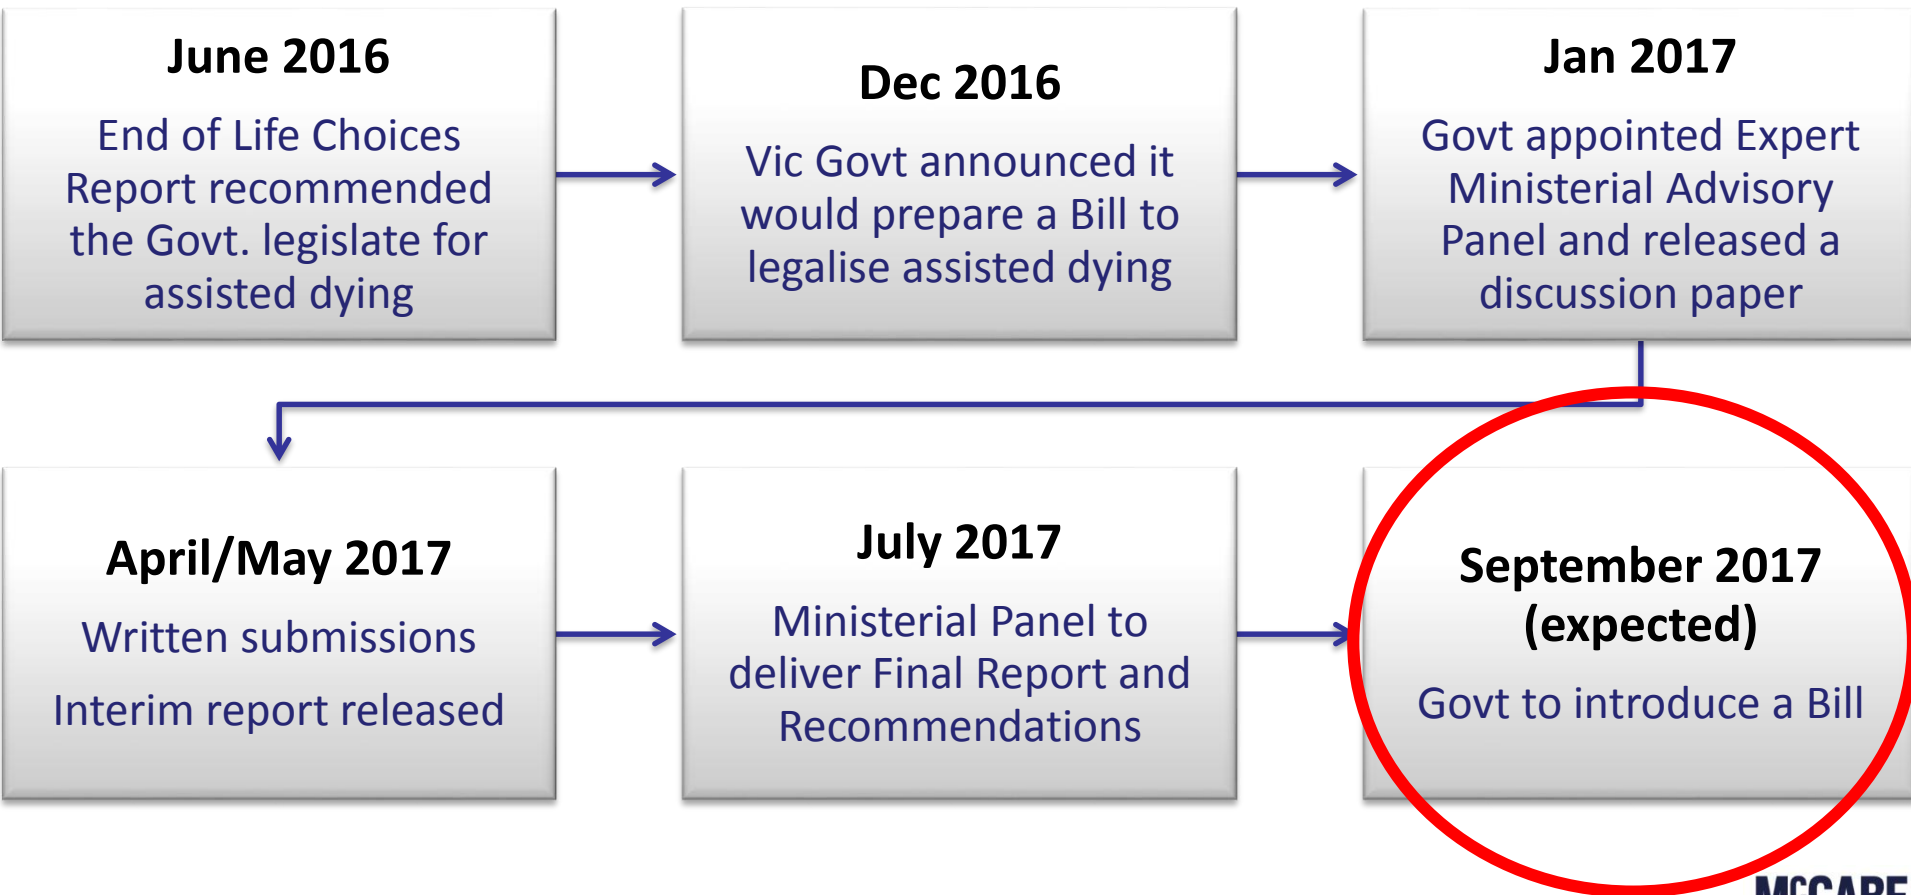 June 2016
End of Life Choices
Report recommended
the Govt. legislate for
assisted dying
Dec 2016
Vic Govt announced it
would prepare a Bill to
legalise assisted dying
Jan 2017
Govt appointed Expert
Ministerial Advisory
Panel and released a
discussion paper
April/May 2017
Written submissions
Interim report released
July 2017
Ministerial Panel to
deliver Final Report and
Recommendations
September 2017
(expected)
Govt to introduce a Bill